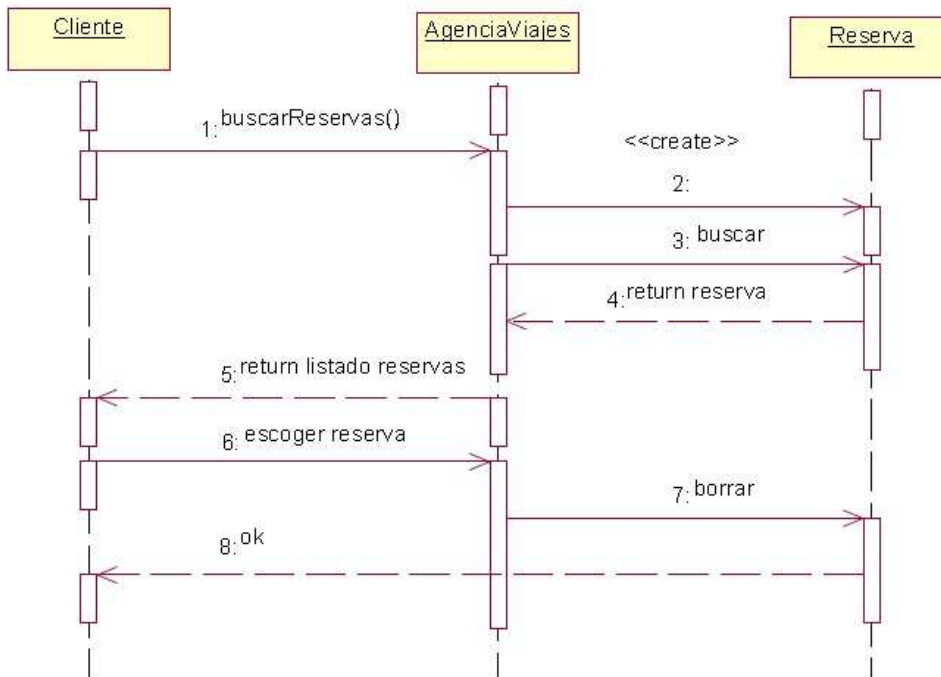 Cliente
AgenciaViajes
Reserva
1: buscarReservas()
<<create>>
2:
3: buscar
4: return reserva
5: return listado reservas
6: escoger reserva
7: borrar
8: ok